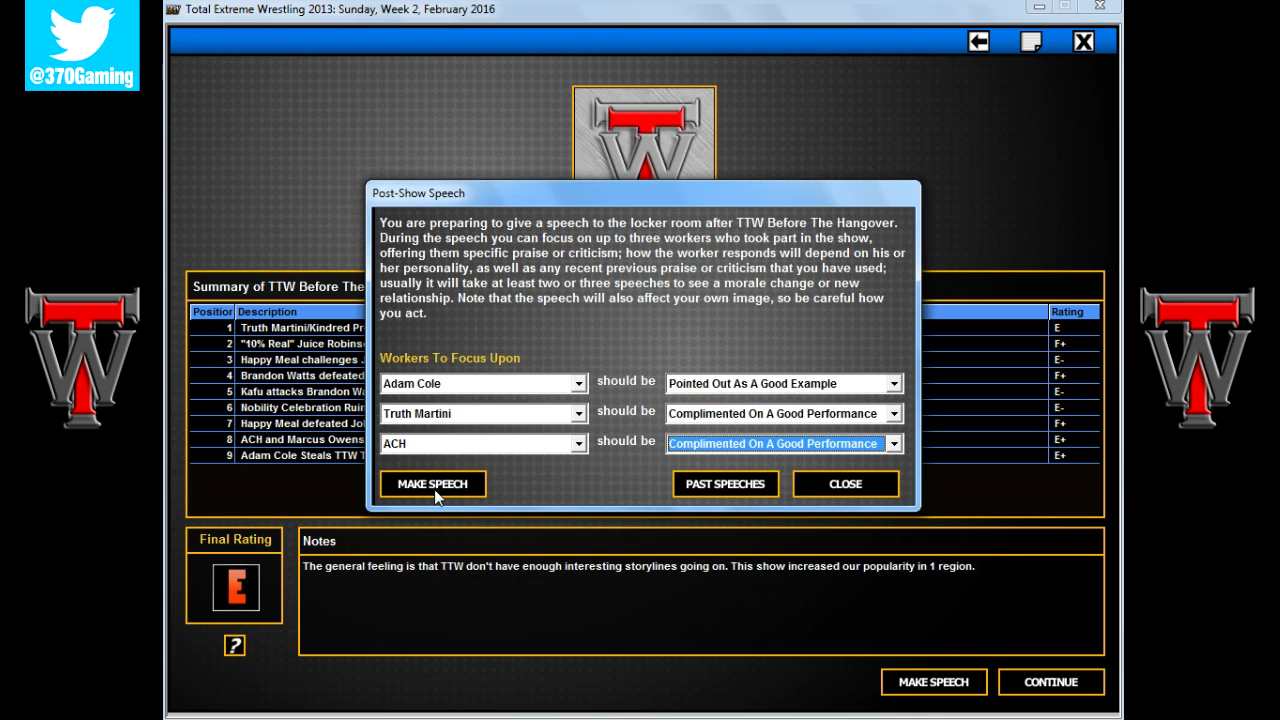 @370Gaming
Total Extreme Wrestling 2013: Sunday, Week 2, February 2016
Post-Show Speech
You are preparing to give a speech to the locker room after TTW Before The Hangover.
During the speech you can focus on up to three workers who took part in the show,
offering them specific praise or criticism; how the worker responds will depend on his or
her personality, as well as any recent previous praise or criticism that you have used;
usually it will take at least two or three speeches to see a morale change or new
relationship. Note that the speech will also affect your own image, so be careful how
you act.
Workers To Focus Upon
Adam Cole should be Pointed Out As A Good Example
Truth Martini should be Complimented On A Good Performance
ACH should be Complimented On A Good Performance
MAKE SPEECH PAST SPEECHES CLOSE
Summary of TTW Before The
Position Description Rating
1 Truth Martini/Kindred Pr E
2 "10% Real" Juice Robins F+
3 Happy Meal challenges E-
4 Brandon Watts defeated F+
5 Kafu attacks Brandon Wa E-
6 Nobility Celebration Ruin E-
7 Happy Meal defeated Jo F+
8 ACH and Marcus Owens E+
9 Adam Cole Steals TTW T E+
Final Rating
E
?
Notes
The general feeling is that TTW don't have enough interesting storylines going on. This show increased our popularity in 1 region.
MAKE SPEECH CONTINUE